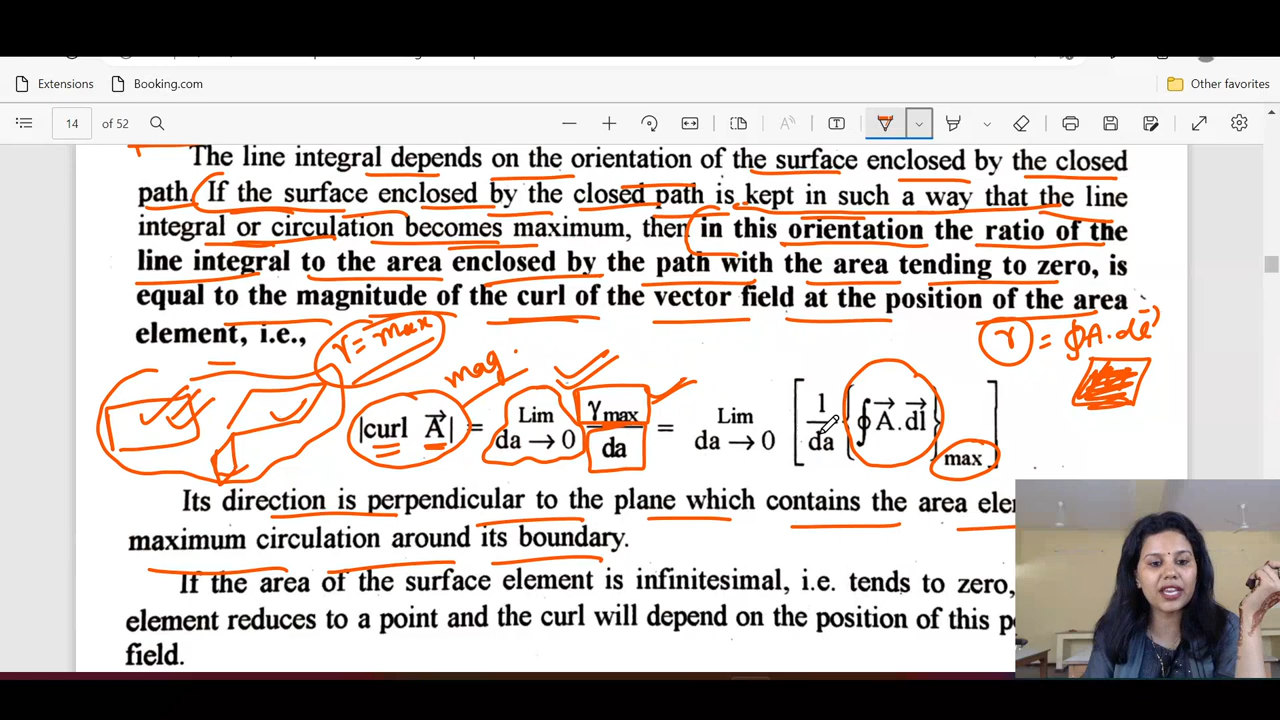 Extensions Booking.com Other favorites
14 of 52
The line integral depends on the orientation of the surface enclosed by the closed
path. If the surface enclosed by the closed path is kept in such a way that the line
integral or circulation becomes maximum, then in this orientation the ratio of the
line integral to the area enclosed by the path with the area tending to zero, is
equal to the magnitude of the curl of the vector field at the position of the area
element, i.e.,
γ = max
mag.
γ = ∮A.dl
|curl A⃗| = Lim da → 0 γmax / da = Lim da → 0 [ 1/da { ∮ A⃗ . dl⃗ } max ]
Its direction is perpendicular to the plane which contains the area ele
maximum circulation around its boundary.
If the area of the surface element is infinitesimal, i.e. tends to zero,
element reduces to a point and the curl will depend on the position of this p
field.